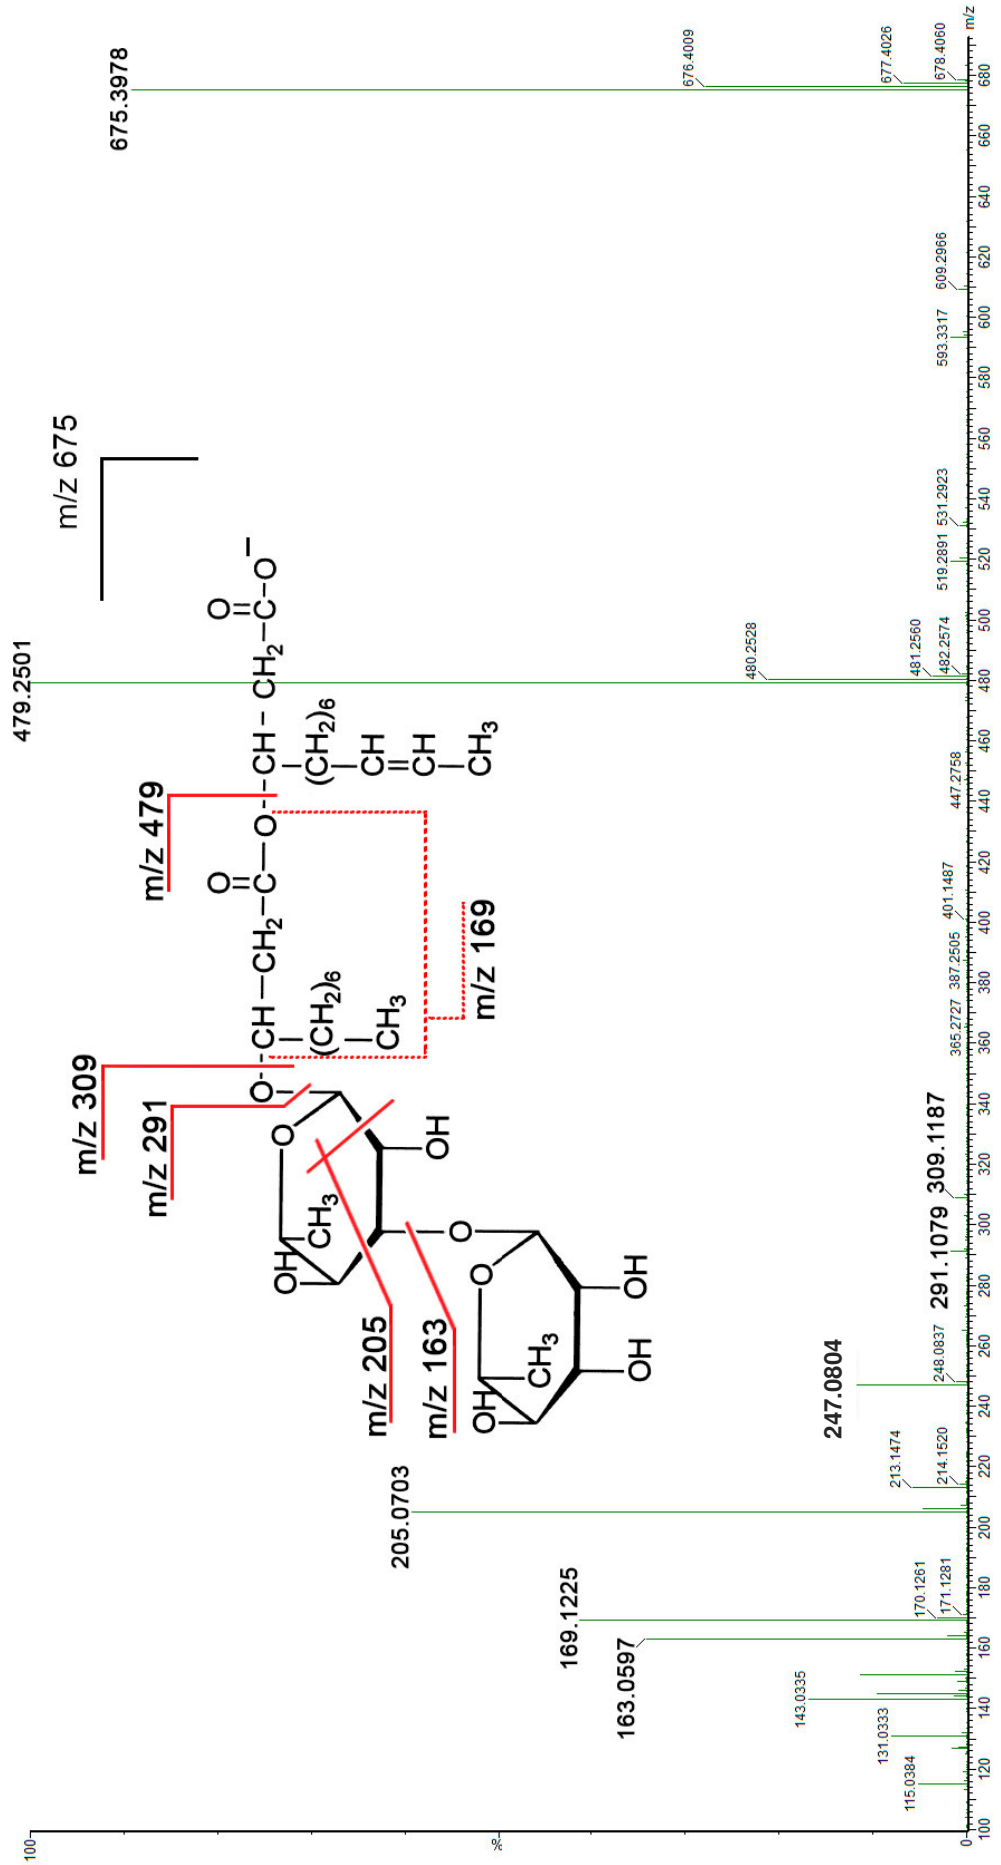 479.2501
675.3978
m/z 675
676.4009
677.4026
678.4060
609.2966
593.3317
531.2923
519.2891
480.2528
481.2560
482.2574
447.2758
401.1487
387.2505
365.2727
309.1187
291.1079
248.0837
247.0804
213.1474
214.1520
205.0703
170.1261
171.1281
169.1225
163.0597
143.0335
131.0333
115.0384
m/z 479
m/z 309
m/z 291
m/z 205
m/z 163
m/z 169
O–CH–CH2–C–O–CH–CH2–C–O–
O
O
(CH2)6
CH3
(CH2)6
CH=CH
CH3
O
OH
CH3
OH
O
O
OH
CH3
OH
OH
100
%
0
100 120 140 160 180 200 220 240 260 280 300 320 340 360 380 400 420 440 460 480 500 520 540 560 580 600 620 640 660 680
m/z